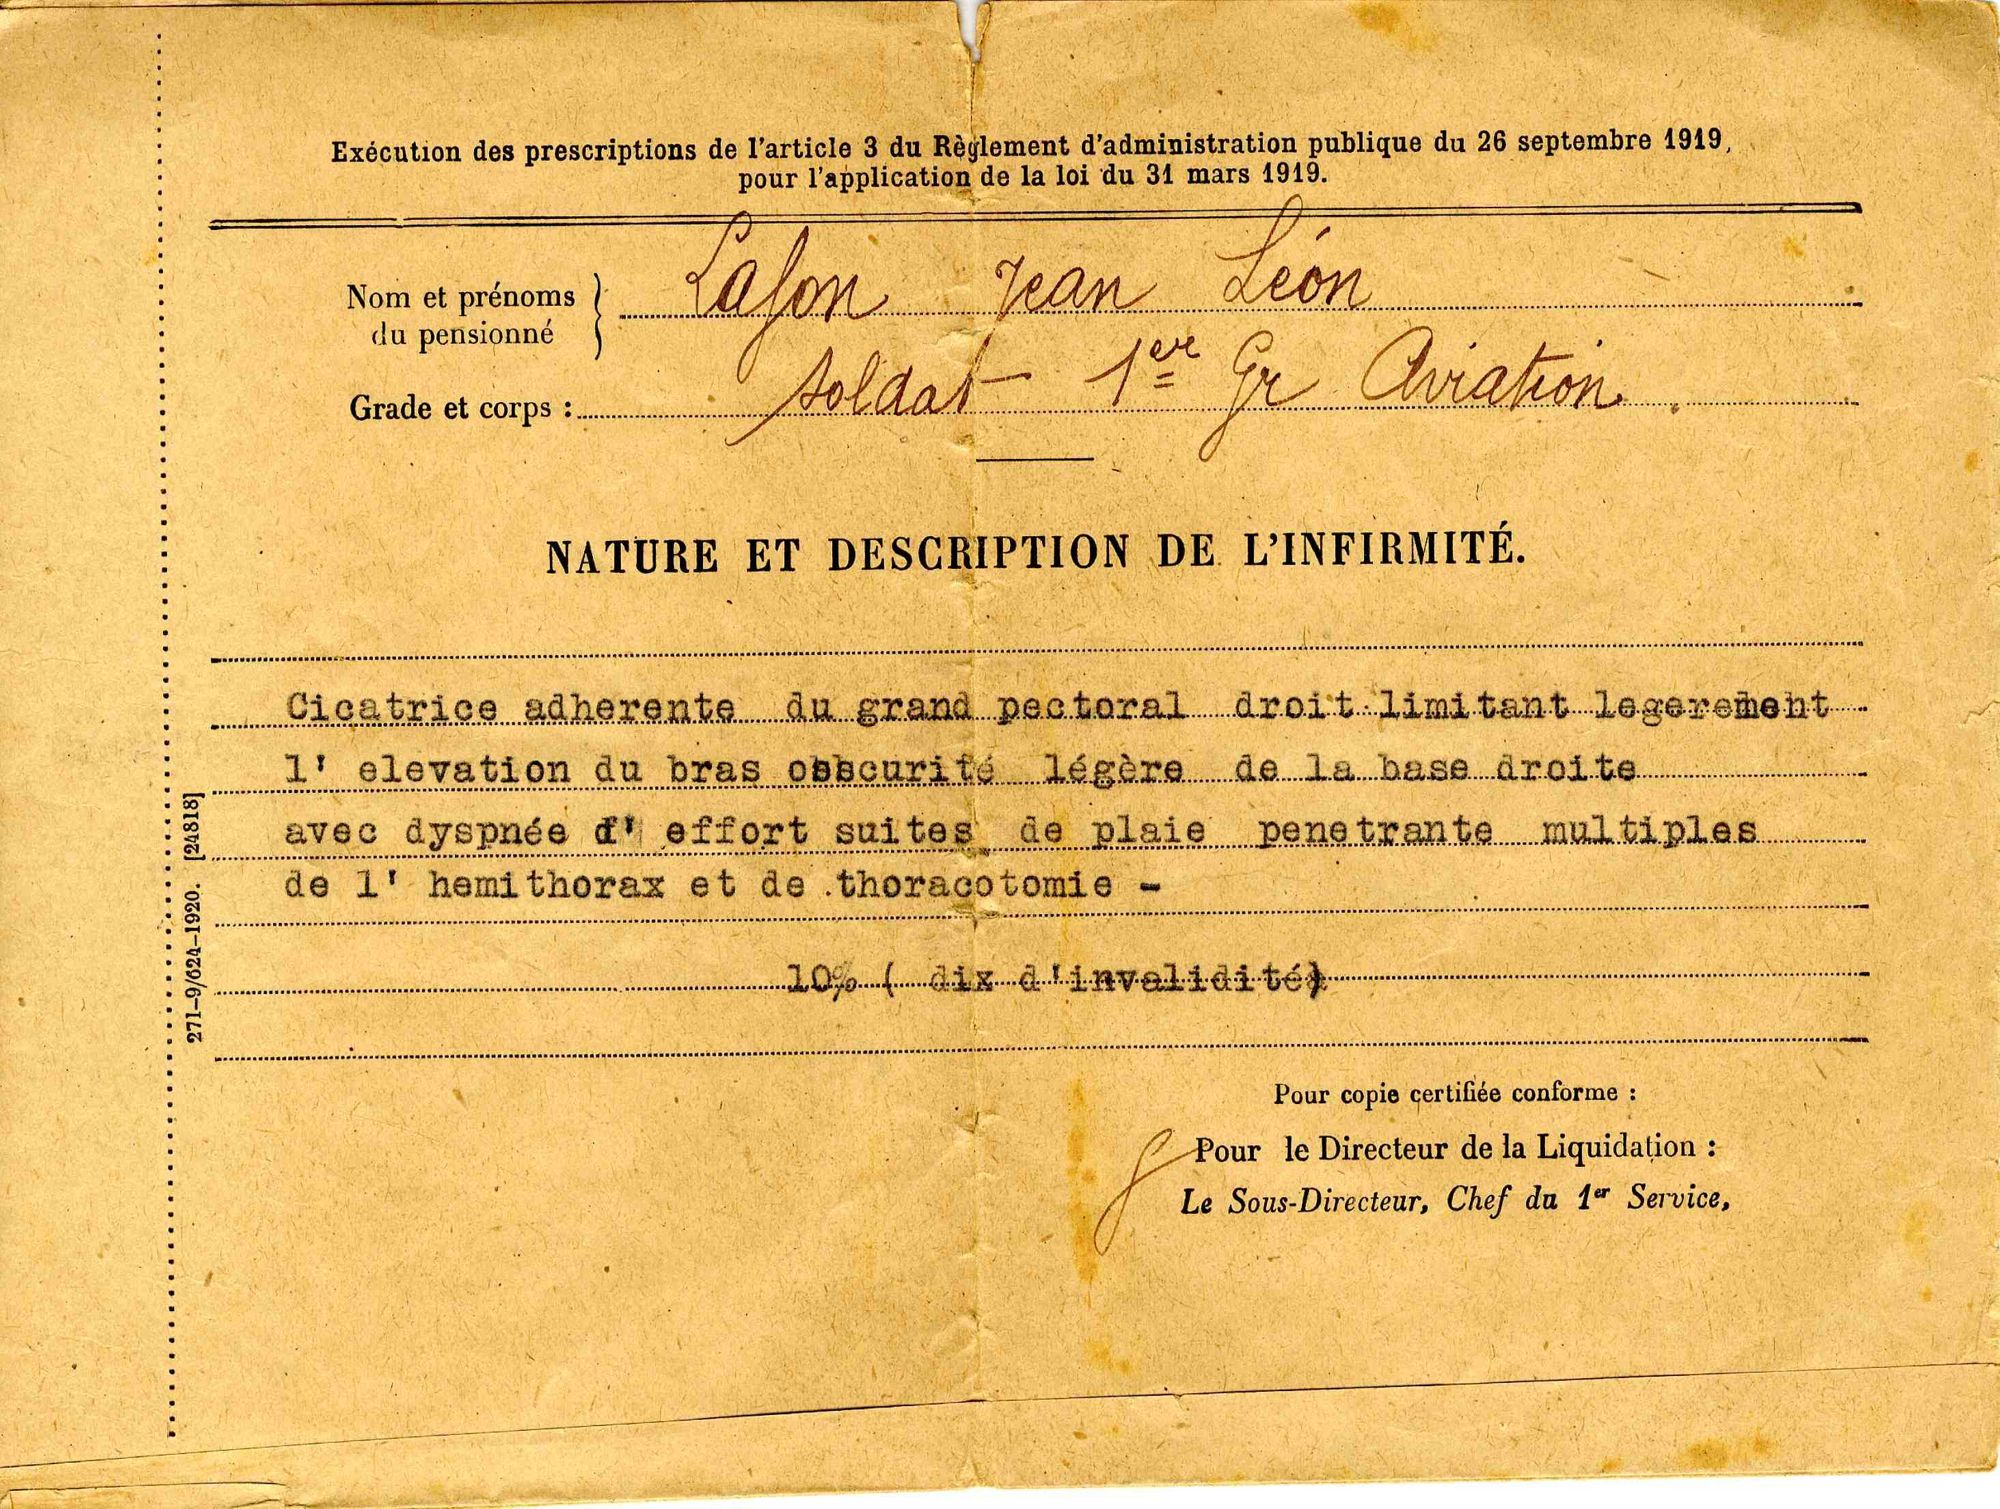 Exécution des prescriptions de l'article 3 du Règlement d'administration publique du 26 septembre 1919,
pour l'application de la loi du 31 mars 1919.
Nom et prénoms
du pensionné
Lafon Jean Léon
Grade et corps :
soldat 1er Gr Aviation
NATURE ET DESCRIPTION DE L'INFIRMITÉ.
Cicatrice adherente du grand pectoral droit limitant legerement
l' elevation du bras obscurité légère de la base droite
avec dyspnée d' effort suites de plaie penetrante multiples
de l' hemithorax et de thoracotomie -
10% ( dix d'invalidité)
271-9/624-1920. [24818]
Pour copie certifiée conforme :
Pour le Directeur de la Liquidation :
Le Sous-Directeur, Chef du 1er Service,